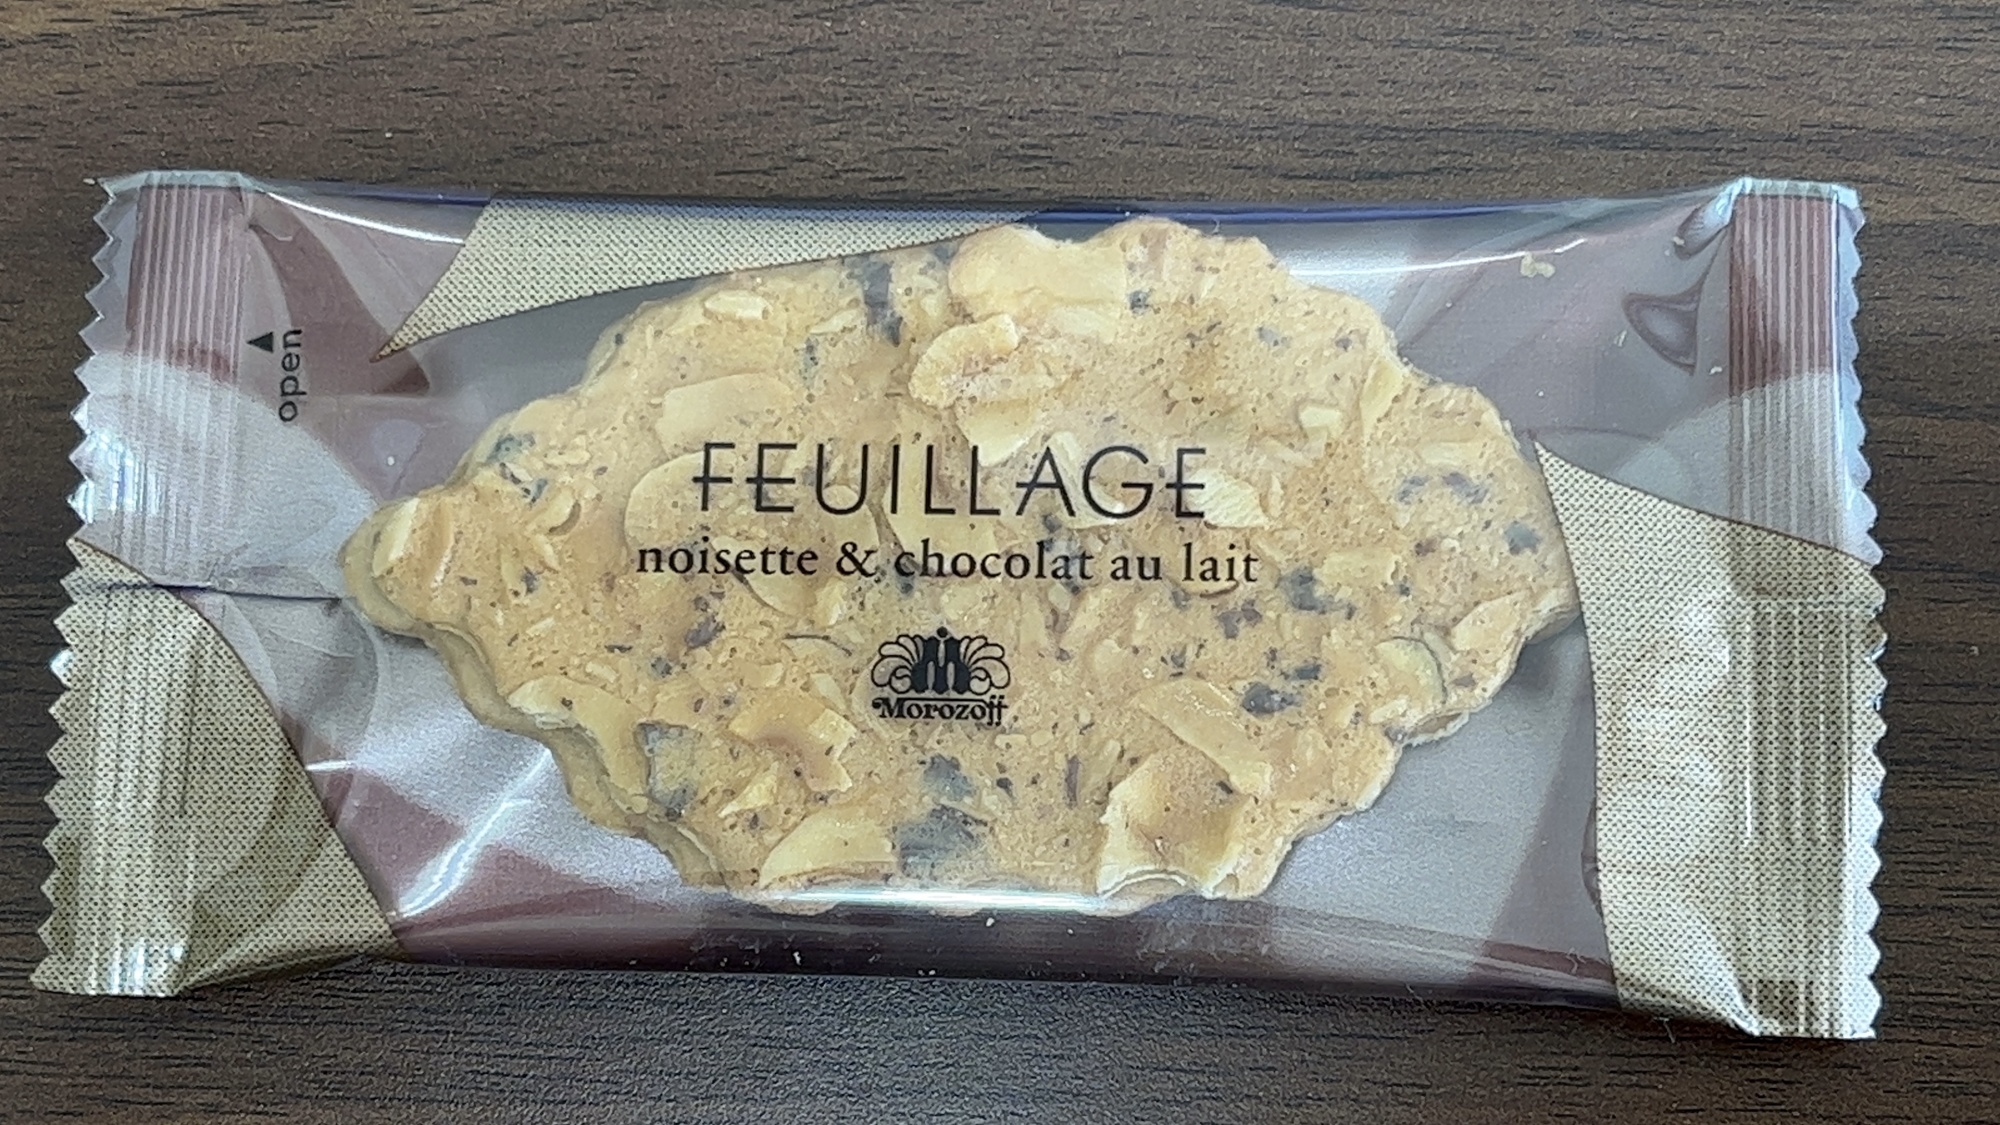 open
FEUILLAGE
noisette & chocolat au lait
Morozoff